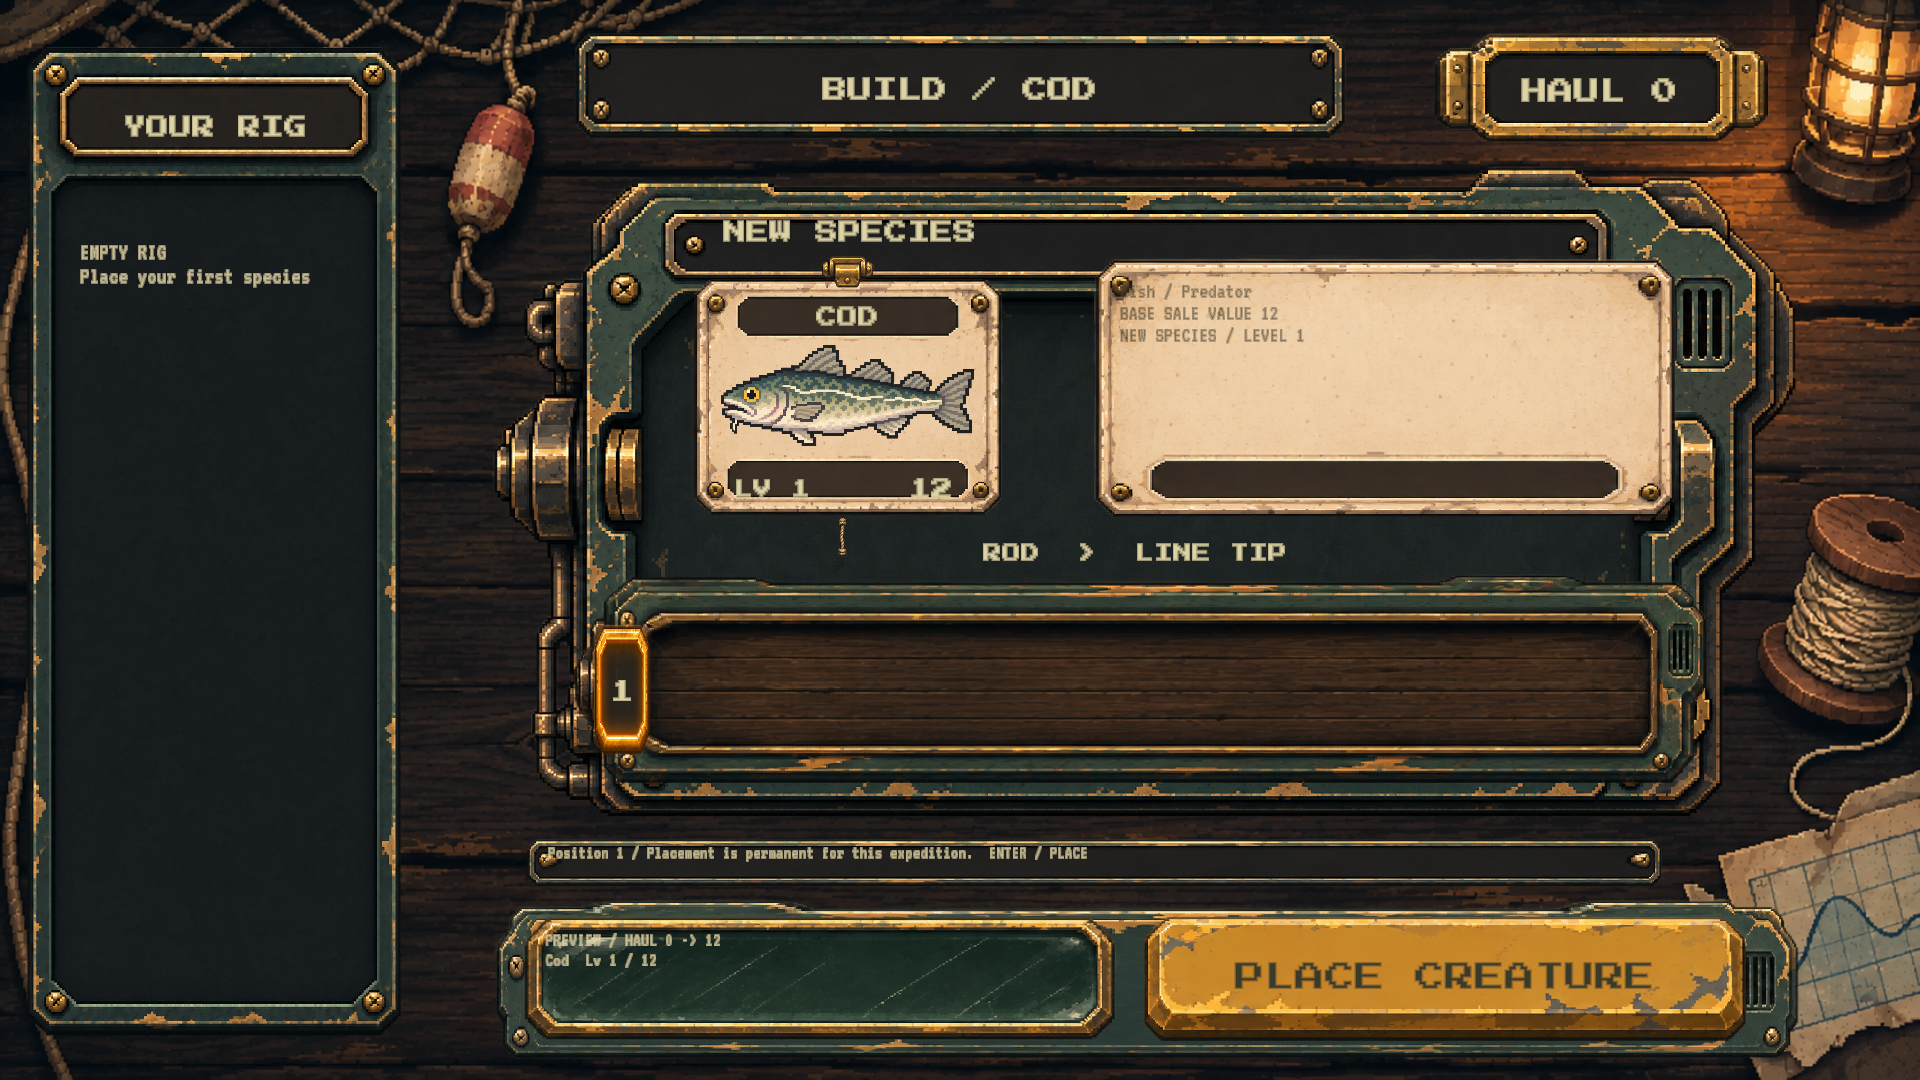 YOUR RIG
EMPTY RIG
Place your first species
BUILD / COD
HAUL 0
NEW SPECIES
COD
LV 1 12
Fish / Predator
BASE SALE VALUE 12
NEW SPECIES / LEVEL 1
ROD > LINE TIP
1
Position 1 / Placement is permanent for this expedition. ENTER / PLACE
PREVIEW / HAUL 0 -> 12
Cod Lv 1 / 12
PLACE CREATURE